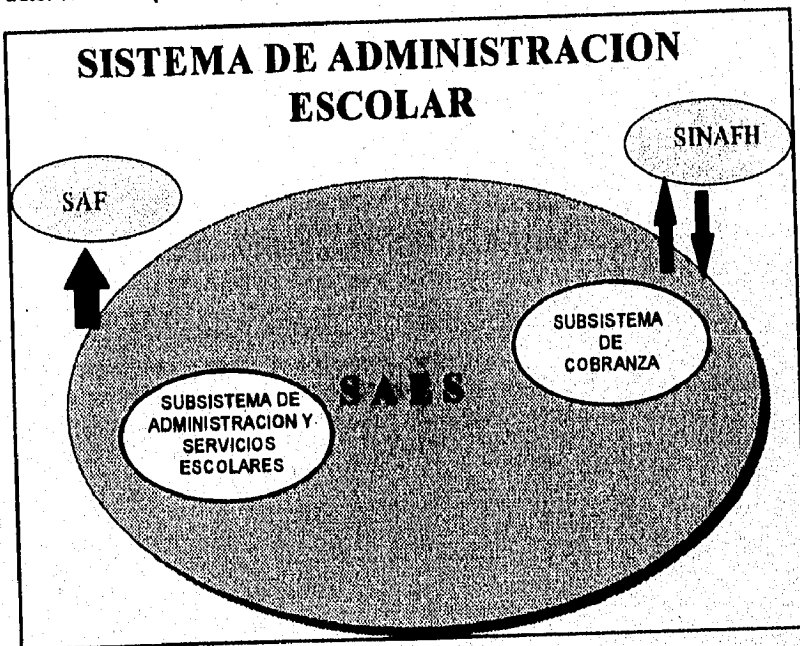 SISTEMA DE ADMINISTRACION
ESCOLAR
SINAFH
SAF
SUBSISTEMA
DE
COBRANZA
SAES
SUBSISTEMA DE
ADMINISTRACION Y
SERVICIOS
ESCOLARES